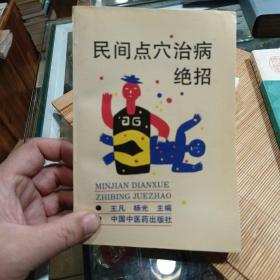 民间点穴治病
绝招
MINJIAN DIANXUE
ZHIBING JUEZHAO
● 王凡 杨光 主编
● 中国中医药出版社